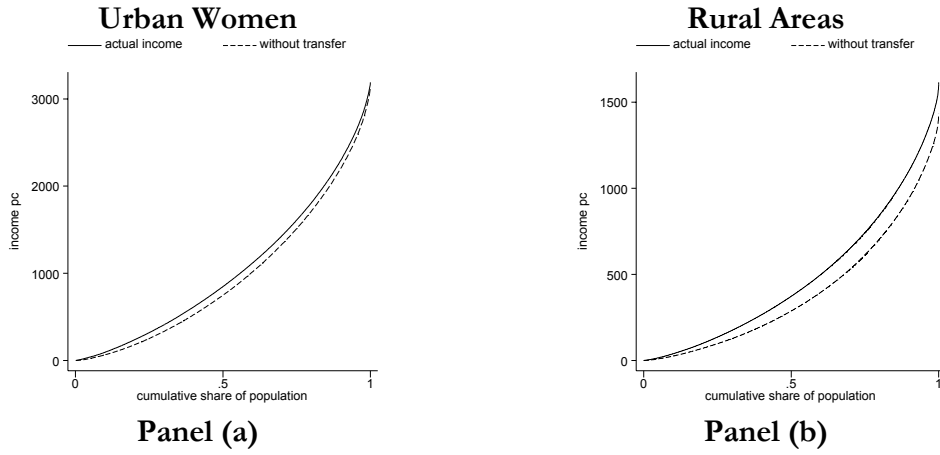 Urban Women
actual income without transfer
3000
2000
1000
0
income pc
0 .5 1
cumulative share of population
Panel (a)
Rural Areas
actual income without transfer
1500
1000
500
0
income pc
0 .5 1
cumulative share of population
Panel (b)